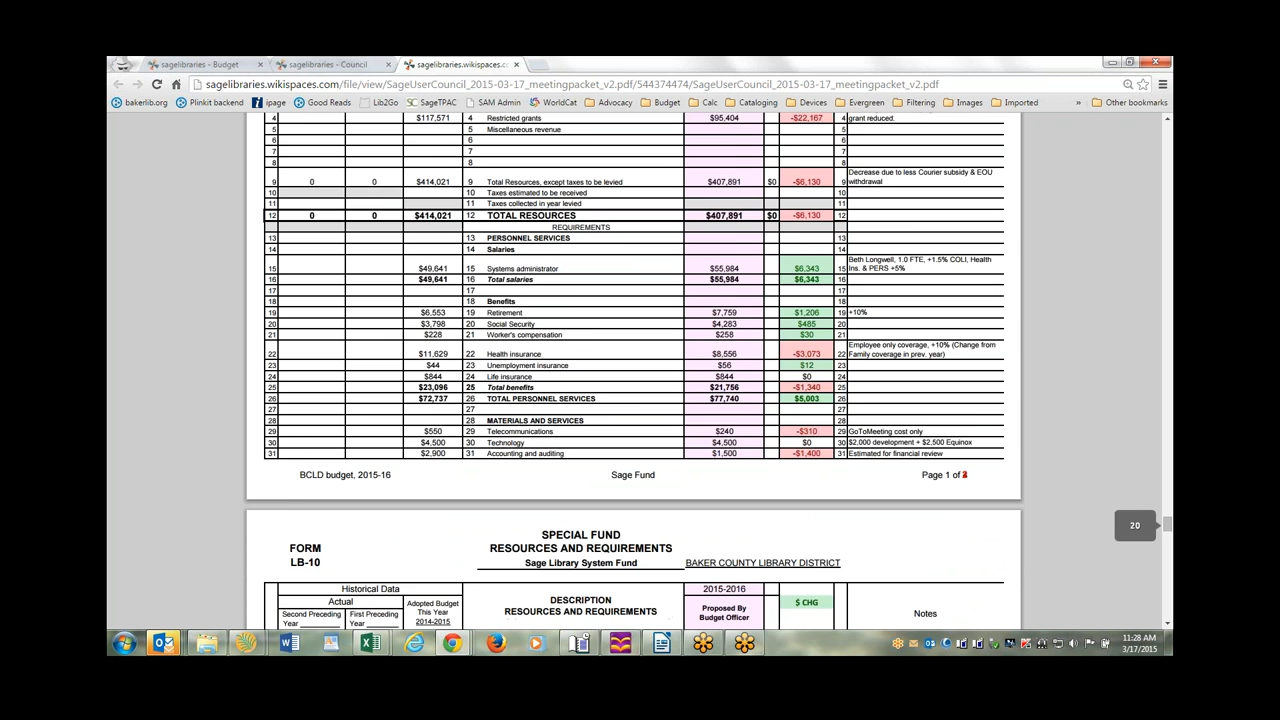 sagelibraries - Budget
sagelibraries - Council
sagelibraries.wikispaces.c
sagelibraries.wikispaces.com/file/view/SageUserCouncil_2015-03-17_meetingpacket_v2.pdf/544374474/SageUserCouncil_2015-03-17_meetingpacket_v2.pdf
bakerlib.org Plinkit backend ipage Good Reads Lib2Go SageTPAC SAM Admin WorldCat Advocacy Budget Calc Cataloging Devices Evergreen Filtering Images Imported » Other bookmarks
4 $117,571 4 Restricted grants $95,404 -$22,167 4 grant reduced.
5 5 Miscellaneous revenue 5
6 6 6
7 7 7
8 8 8
Decrease due to less Courier subsidy & EOU
9 0 0 $414,021 9 Total Resources, except taxes to be levied $407,891 $0 -$6,130 9 withdrawal
10 10 Taxes estimated to be received 10
11 11 Taxes collected in year levied 11
12 0 0 $414,021 12 TOTAL RESOURCES $407,891 $0 -$6,130 12
REQUIREMENTS
13 13 PERSONNEL SERVICES 13
14 14 Salaries 14
Beth Longwell, 1.0 FTE, +1.5% COLI, Health
15 $49,641 15 Systems administrator $55,984 $6,343 15 Ins. & PERS +5%
16 $49,641 16 Total salaries $55,984 $6,343 16
17 17 17
18 18 Benefits 18
19 $6,553 19 Retirement $7,759 $1,206 19 +10%
20 $3,798 20 Social Security $4,283 $485 20
21 $228 21 Worker's compensation $258 $30 21
Employee only coverage, +10% (Change from
22 $11,629 22 Health insurance $8,556 -$3,073 22 Family coverage in prev. year)
23 $44 23 Unemployment insurance $56 $12 23
24 $844 24 Life insurance $844 $0 24
25 $23,096 25 Total benefits $21,756 -$1,340 25
26 $72,737 26 TOTAL PERSONNEL SERVICES $77,740 $5,003 26
27 27 27
28 28 MATERIALS AND SERVICES 28
29 $550 29 Telecommunications $240 -$310 29 GoToMeeting cost only
30 $4,500 30 Technology $4,500 $0 30 $2,000 development + $2,500 Equinox
31 $2,900 31 Accounting and auditing $1,500 -$1,400 31 Estimated for financial review
BCLD budget, 2015-16 Sage Fund Page 1 of
20
SPECIAL FUND
FORM RESOURCES AND REQUIREMENTS
LB-10 Sage Library System Fund BAKER COUNTY LIBRARY DISTRICT
Historical Data 2015-2016
Actual Adopted Budget DESCRIPTION Proposed By $ CHG
Second Preceding First Preceding This Year RESOURCES AND REQUIREMENTS Budget Officer Notes
Year Year 2014-2015
11:28 AM
3/17/2015